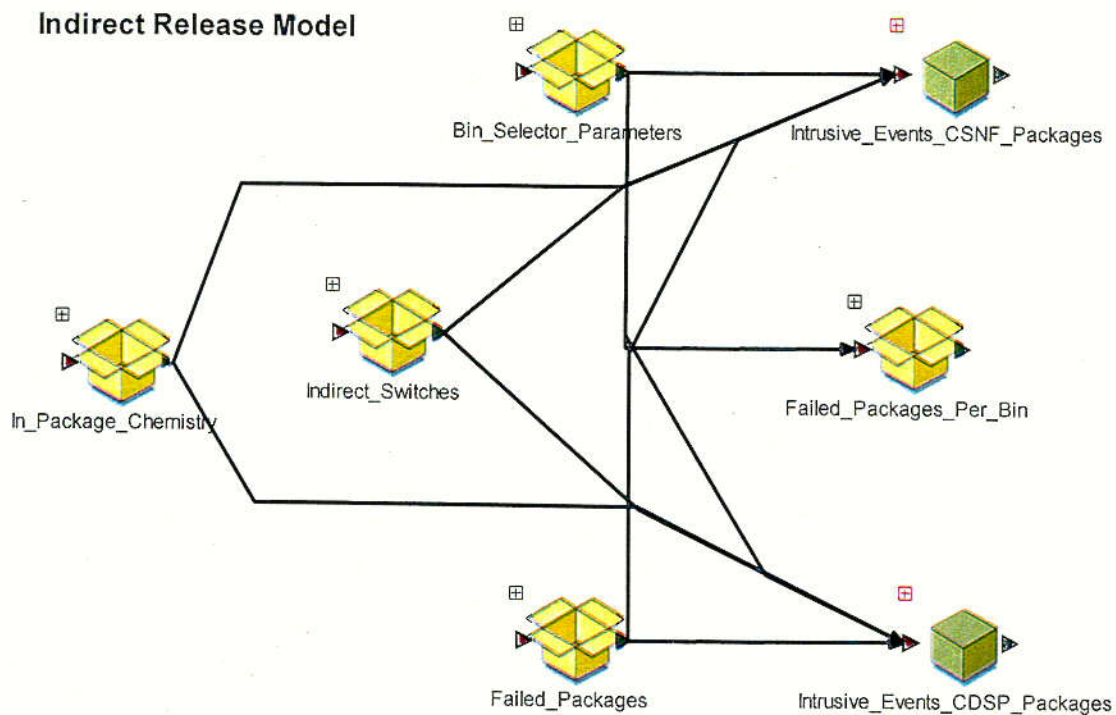 Indirect Release Model
Bin_Selector_Parameters
Intrusive_Events_CSNF_Packages
Indirect_Switches
In_Package_Chemistry
Failed_Packages_Per_Bin
Failed_Packages
Intrusive_Events_CDSP_Packages